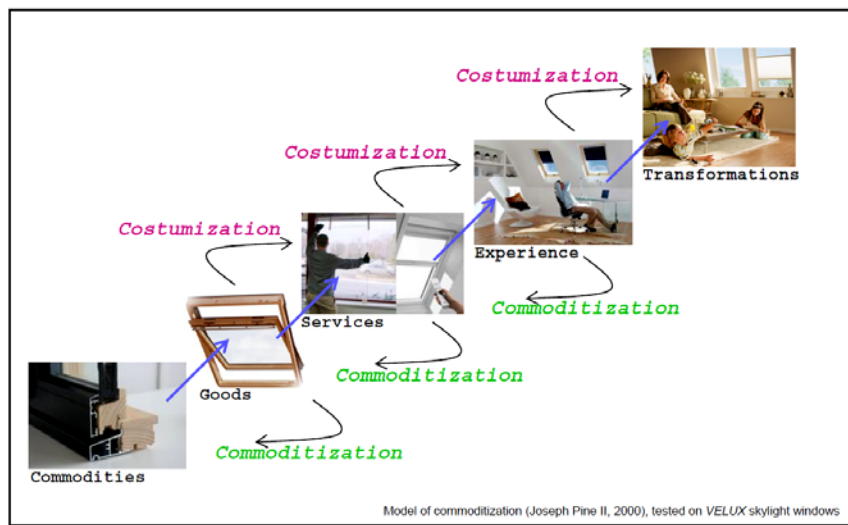 Costumization
Transformations
Costumization
Experience
Costumization
Commoditization
Services
Commoditization
Goods
Commoditization
Commodities
Model of commoditization (Joseph Pine II, 2000), tested on VELUX skylight windows